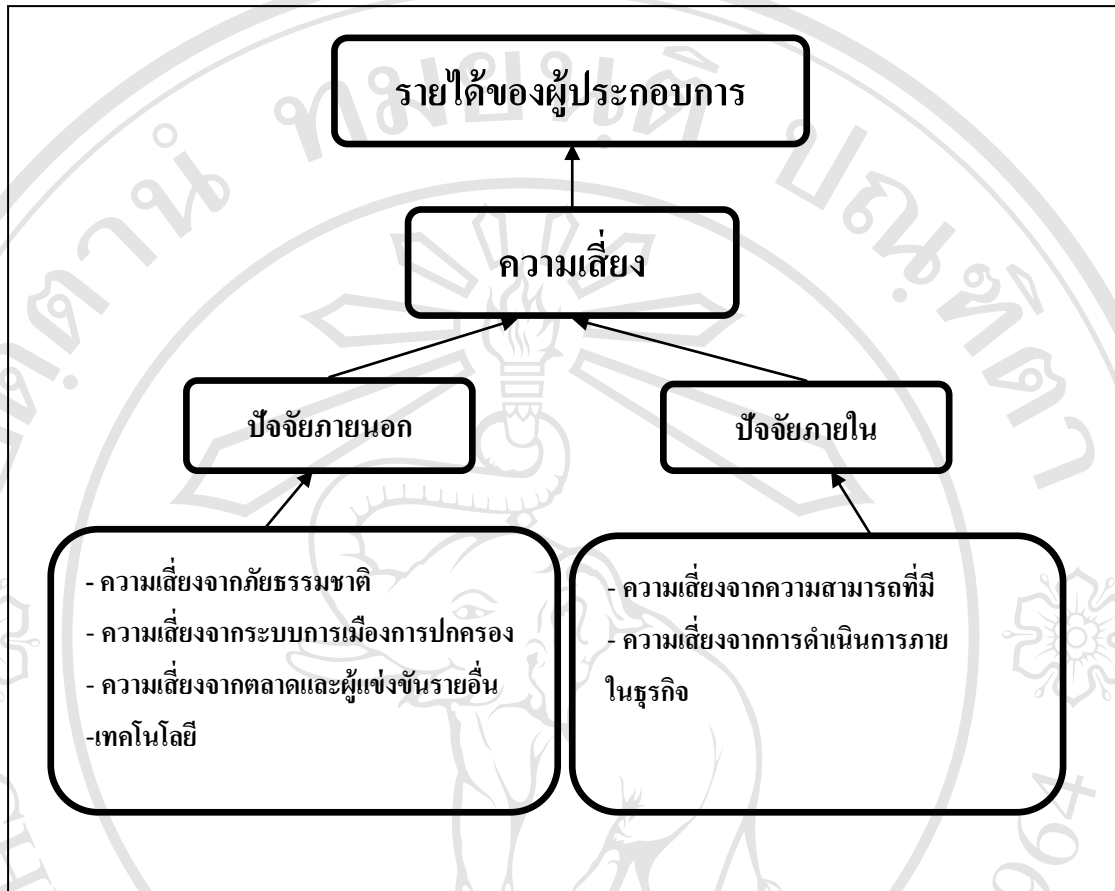 รายได้ของผู้ประกอบการ
ความเสี่ยง
ปัจจัยภายนอก
ปัจจัยภายใน
- ความเสี่ยงจากภัยธรรมชาติ
- ความเสี่ยงจากระบบการเมืองการปกครอง
- ความเสี่ยงจากตลาดและผู้แข่งขันรายอื่น
-เทคโนโลยี
- ความเสี่ยงจากความสามารถที่มี
- ความเสี่ยงจากการดำเนินการภาย
ในธุรกิจ